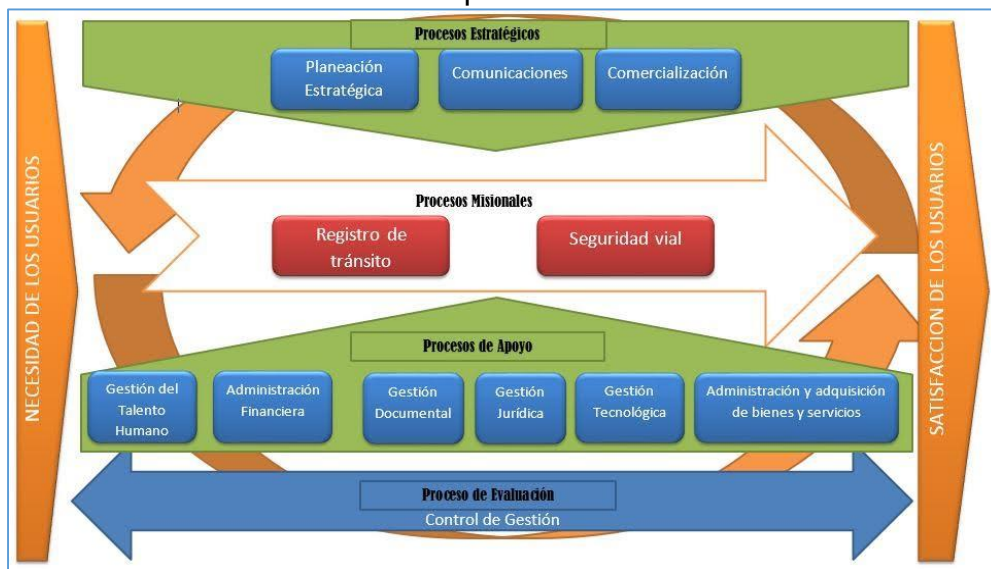 Procesos Estratégicos
Planeación
Estratégica
Comunicaciones
Comercialización
NECESIDAD DE LOS USUARIOS
Procesos Misionales
Registro de
tránsito
Seguridad vial
SATISFACCION DE LOS USUARIOS
Procesos de Apoyo
Gestión del
Talento
Humano
Administración
Financiera
Gestión
Documental
Gestión
Jurídica
Gestión
Tecnológica
Administración y adquisición
de bienes y servicios
Proceso de Evaluación
Control de Gestión